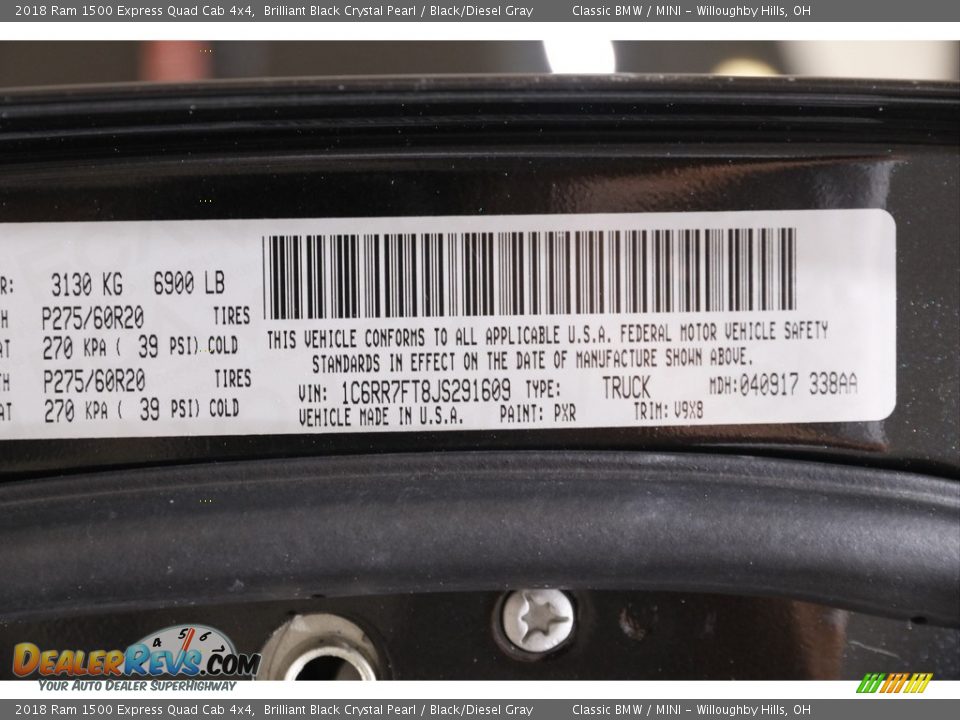 2018 Ram 1500 Express Quad Cab 4x4, Brilliant Black Crystal Pearl / Black/Diesel Gray Classic BMW / MINI – Willoughby Hills, OH
R: 3130 KG 6900 LB
H P275/60R20 TIRES
AT 270 KPA ( 39 PSI) COLD
TH P275/60R20 TIRES
AT 270 KPA ( 39 PSI) COLD
THIS VEHICLE CONFORMS TO ALL APPLICABLE U.S.A. FEDERAL MOTOR VEHICLE SAFETY
STANDARDS IN EFFECT ON THE DATE OF MANUFACTURE SHOWN ABOVE.
VIN: 1C6RR7FT8JS291609 TYPE: TRUCK MDH:040917 338AA
VEHICLE MADE IN U.S.A. PAINT: PXR TRIM: V9X8
4 5 6
DEALERREVS.COM
YOUR AUTO DEALER SUPERHIGHWAY
2018 Ram 1500 Express Quad Cab 4x4, Brilliant Black Crystal Pearl / Black/Diesel Gray Classic BMW / MINI – Willoughby Hills, OH